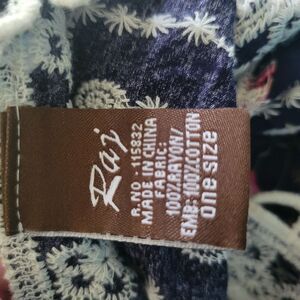 Raj
R.NO - 115832
MADE IN CHINA
FABRIC:
100%RAYON/
EMB: 100%COTTON
one size